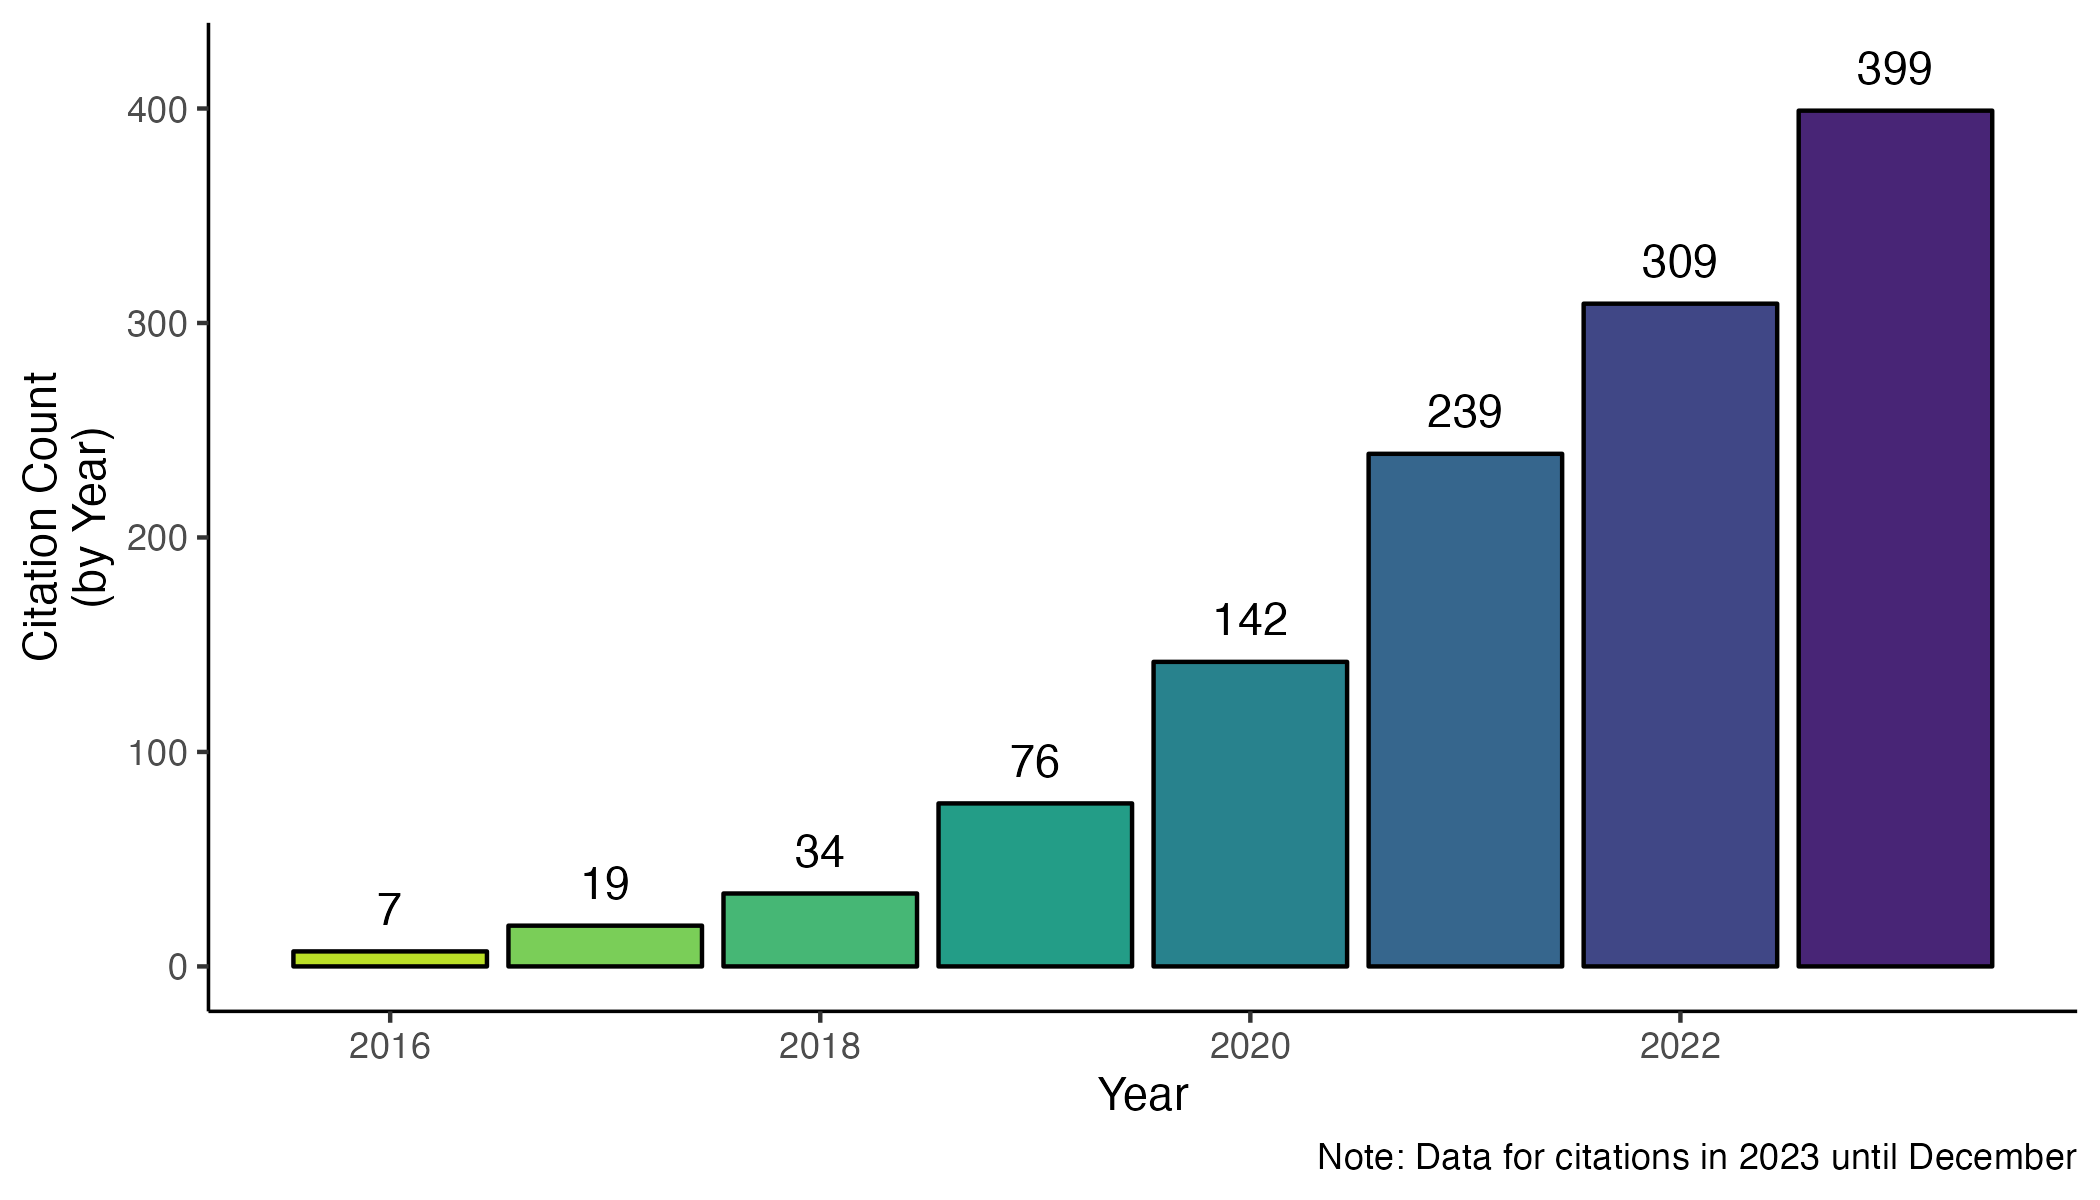 399
400
309
300
239
Citation Count
(by Year)
200
142
100
76
34
19
7
0
2016 2018 2020 2022
Year
Note: Data for citations in 2023 until December